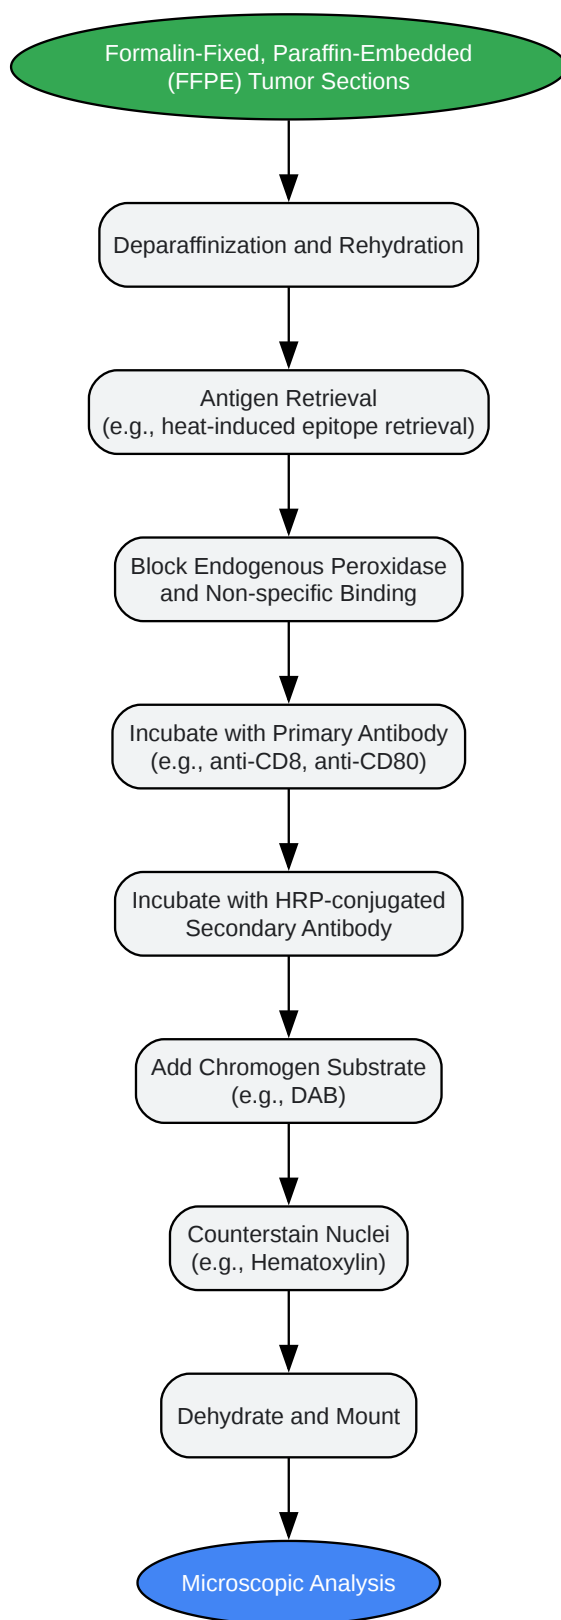 Formalin-Fixed, Paraffin-Embedded
(FFPE) Tumor Sections
Deparaffinization and Rehydration
Antigen Retrieval
(e.g., heat-induced epitope retrieval)
Block Endogenous Peroxidase
and Non-specific Binding
Incubate with Primary Antibody
(e.g., anti-CD8, anti-CD80)
Incubate with HRP-conjugated
Secondary Antibody
Add Chromogen Substrate
(e.g., DAB)
Counterstain Nuclei
(e.g., Hematoxylin)
Dehydrate and Mount
Microscopic Analysis